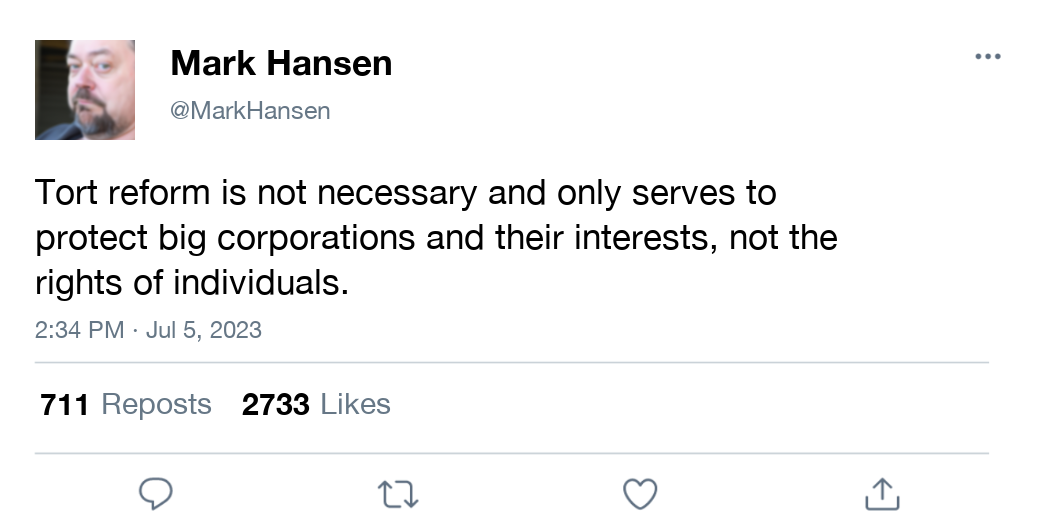 Mark Hansen
@MarkHansen
Tort reform is not necessary and only serves to
protect big corporations and their interests, not the
rights of individuals.
2:34 PM · Jul 5, 2023
711 Reposts 2733 Likes